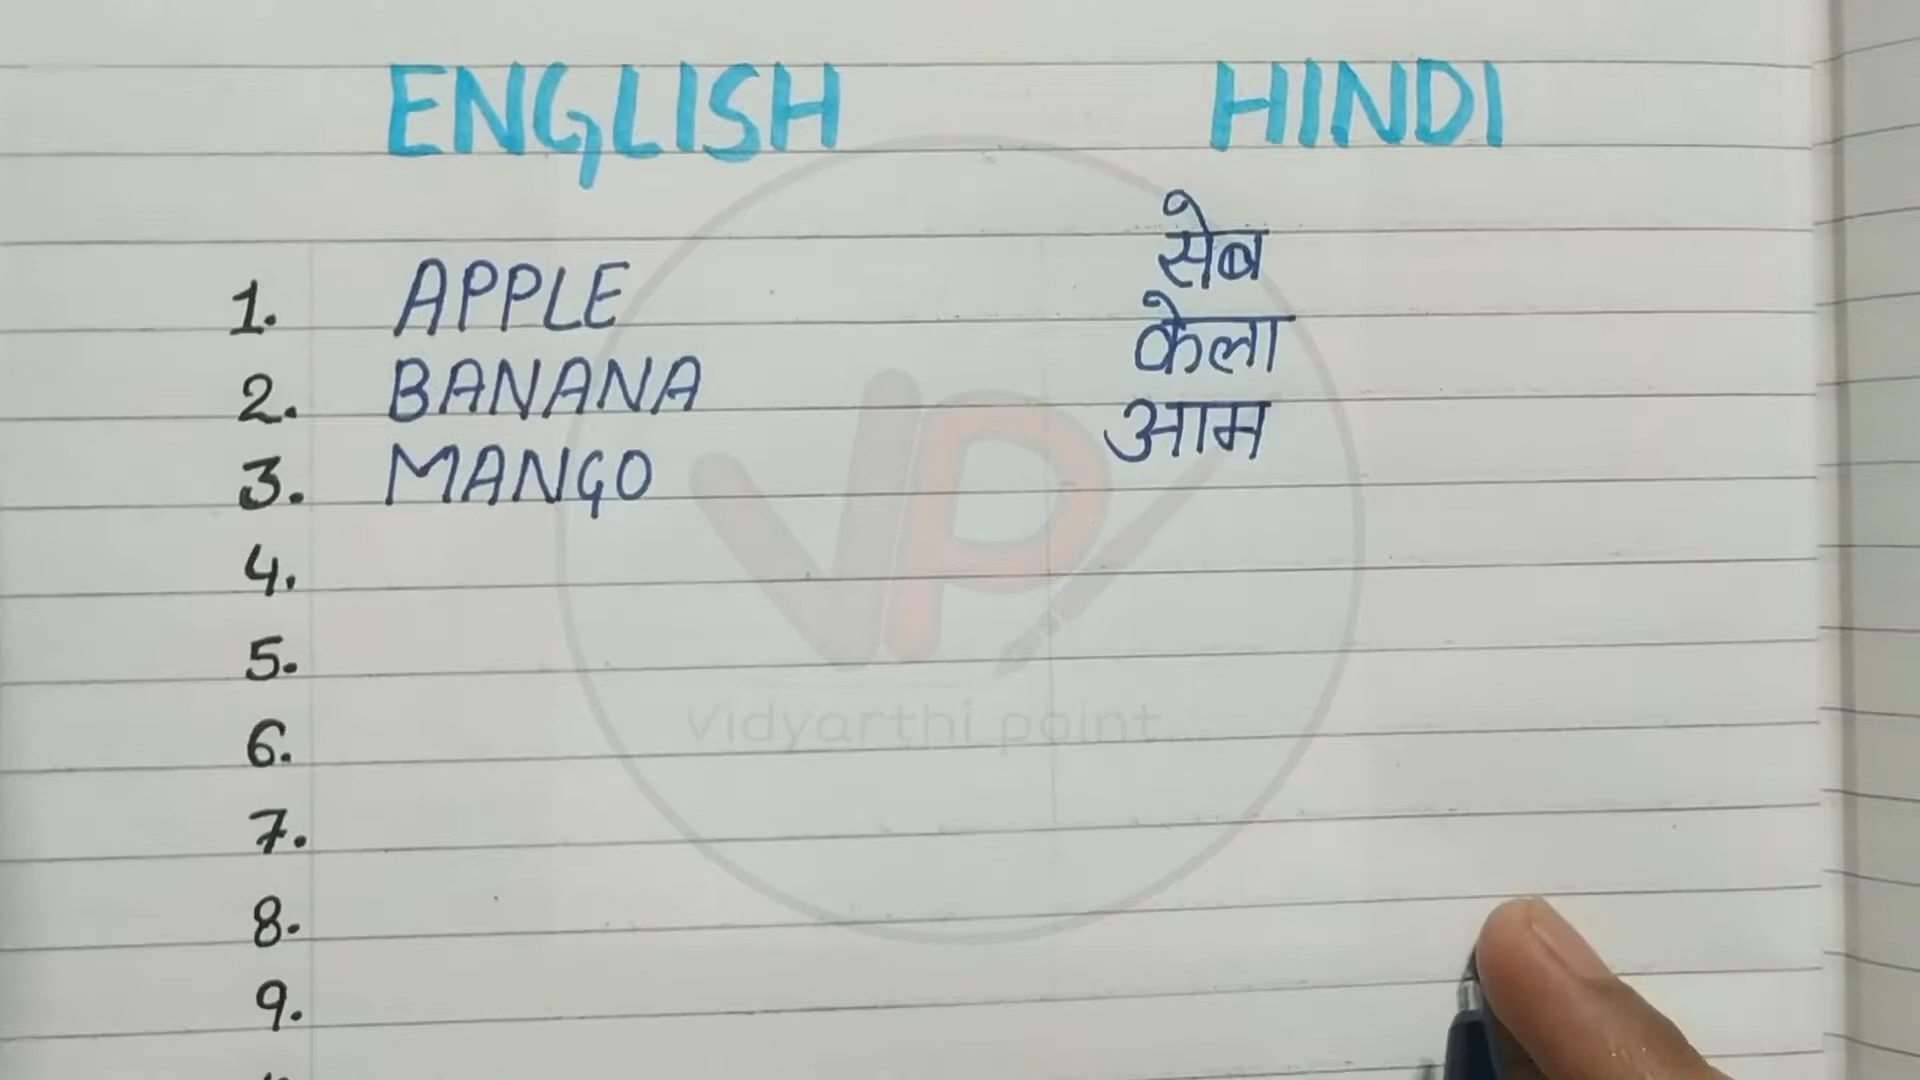 ENGLISH HINDI
1. APPLE सेब
2. BANANA केला
3. MANGO आम
4.
5.
6.
Vidyarthi point...
7.
8.
9.